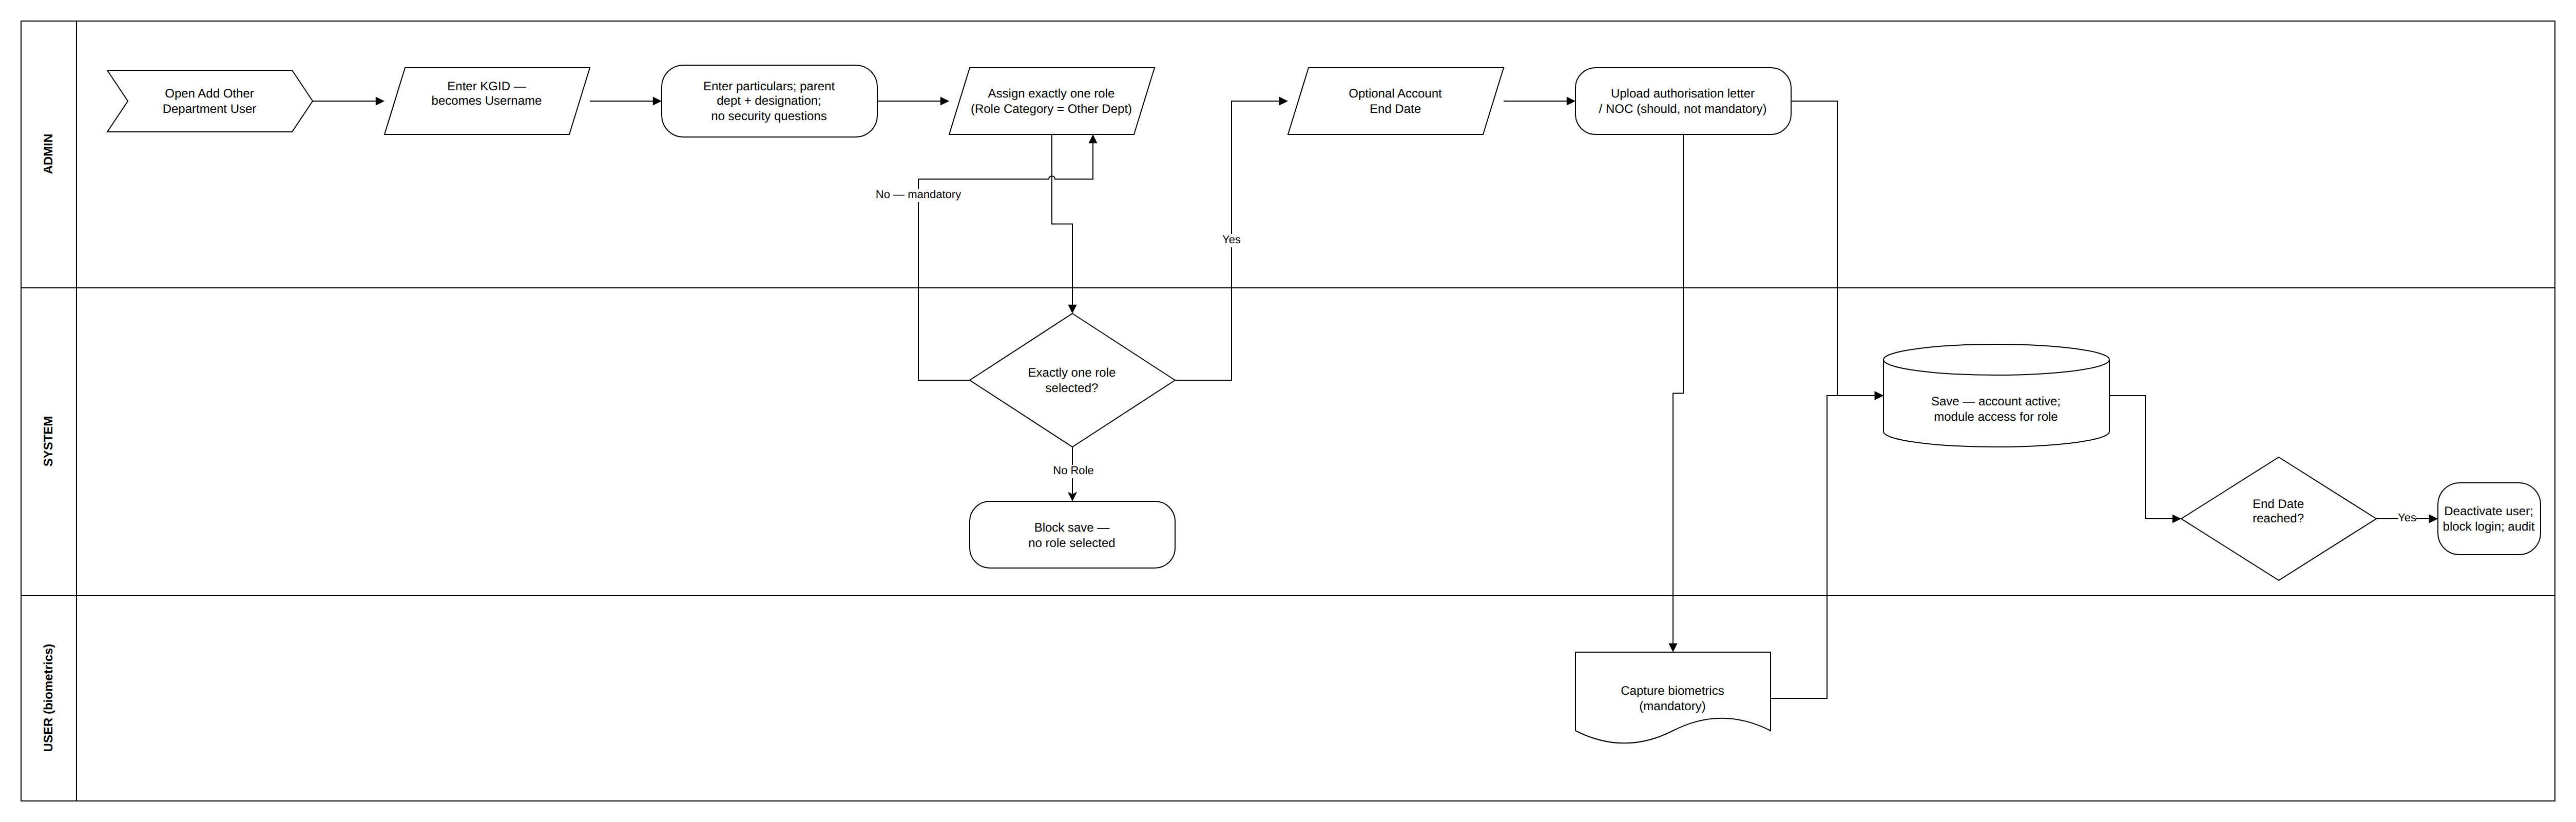 ADMIN
Open Add Other
Department User
Enter KGID —
becomes Username
Enter particulars; parent
dept + designation;
no security questions
Assign exactly one role
(Role Category = Other Dept)
Optional Account
End Date
Upload authorisation letter
/ NOC (should, not mandatory)
No — mandatory
Yes
SYSTEM
Exactly one role
selected?
No Role
Block save —
no role selected
Save — account active;
module access for role
End Date
reached?
Yes
Deactivate user;
block login; audit
USER (biometrics)
Capture biometrics
(mandatory)